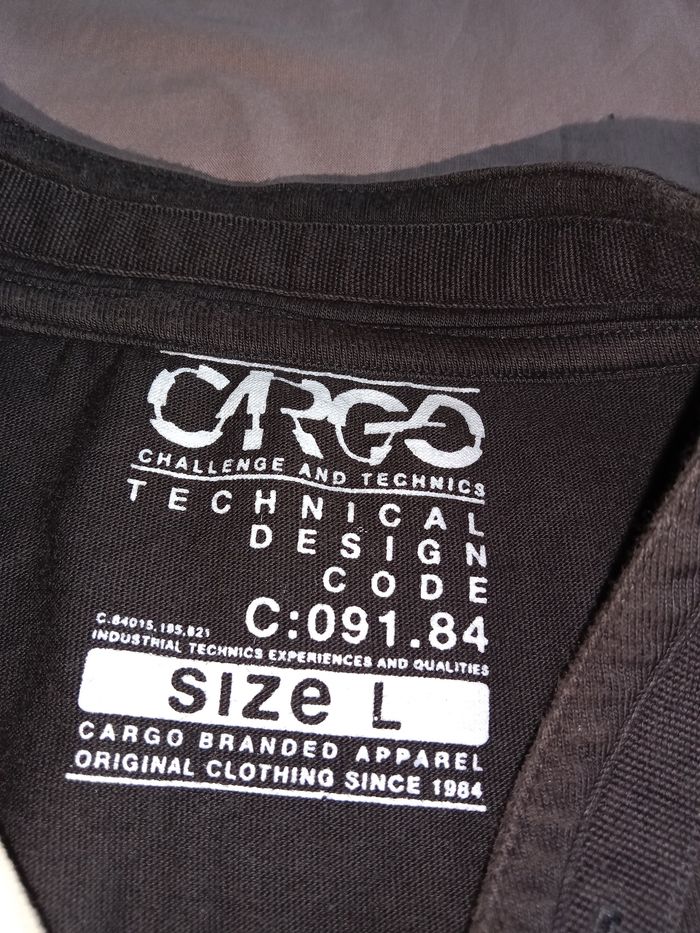 CARGO
CHALLENGE AND TECHNICS
TECHNICAL
DESIGN
CODE
C:091.84
C.84015.195.821
INDUSTRIAL TECHNICS EXPERIENCES AND QUALITIES
sIze L
CARGO BRANDED APPAREL
ORIGINAL CLOTHING SINCE 1984